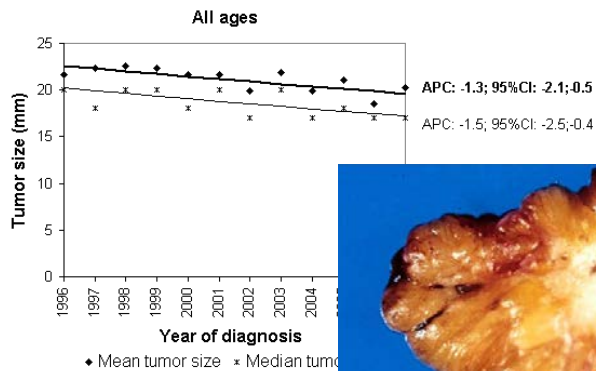 All ages
25
20
15
10
5
0
Tumor size (mm)
APC: -1.3; 95%CI: -2.1;-0.5
APC: -1.5; 95%CI: -2.5;-0.4
1996
1997
1998
1999
2000
2001
2002
2003
2004
Year of diagnosis
Mean tumor size
Median